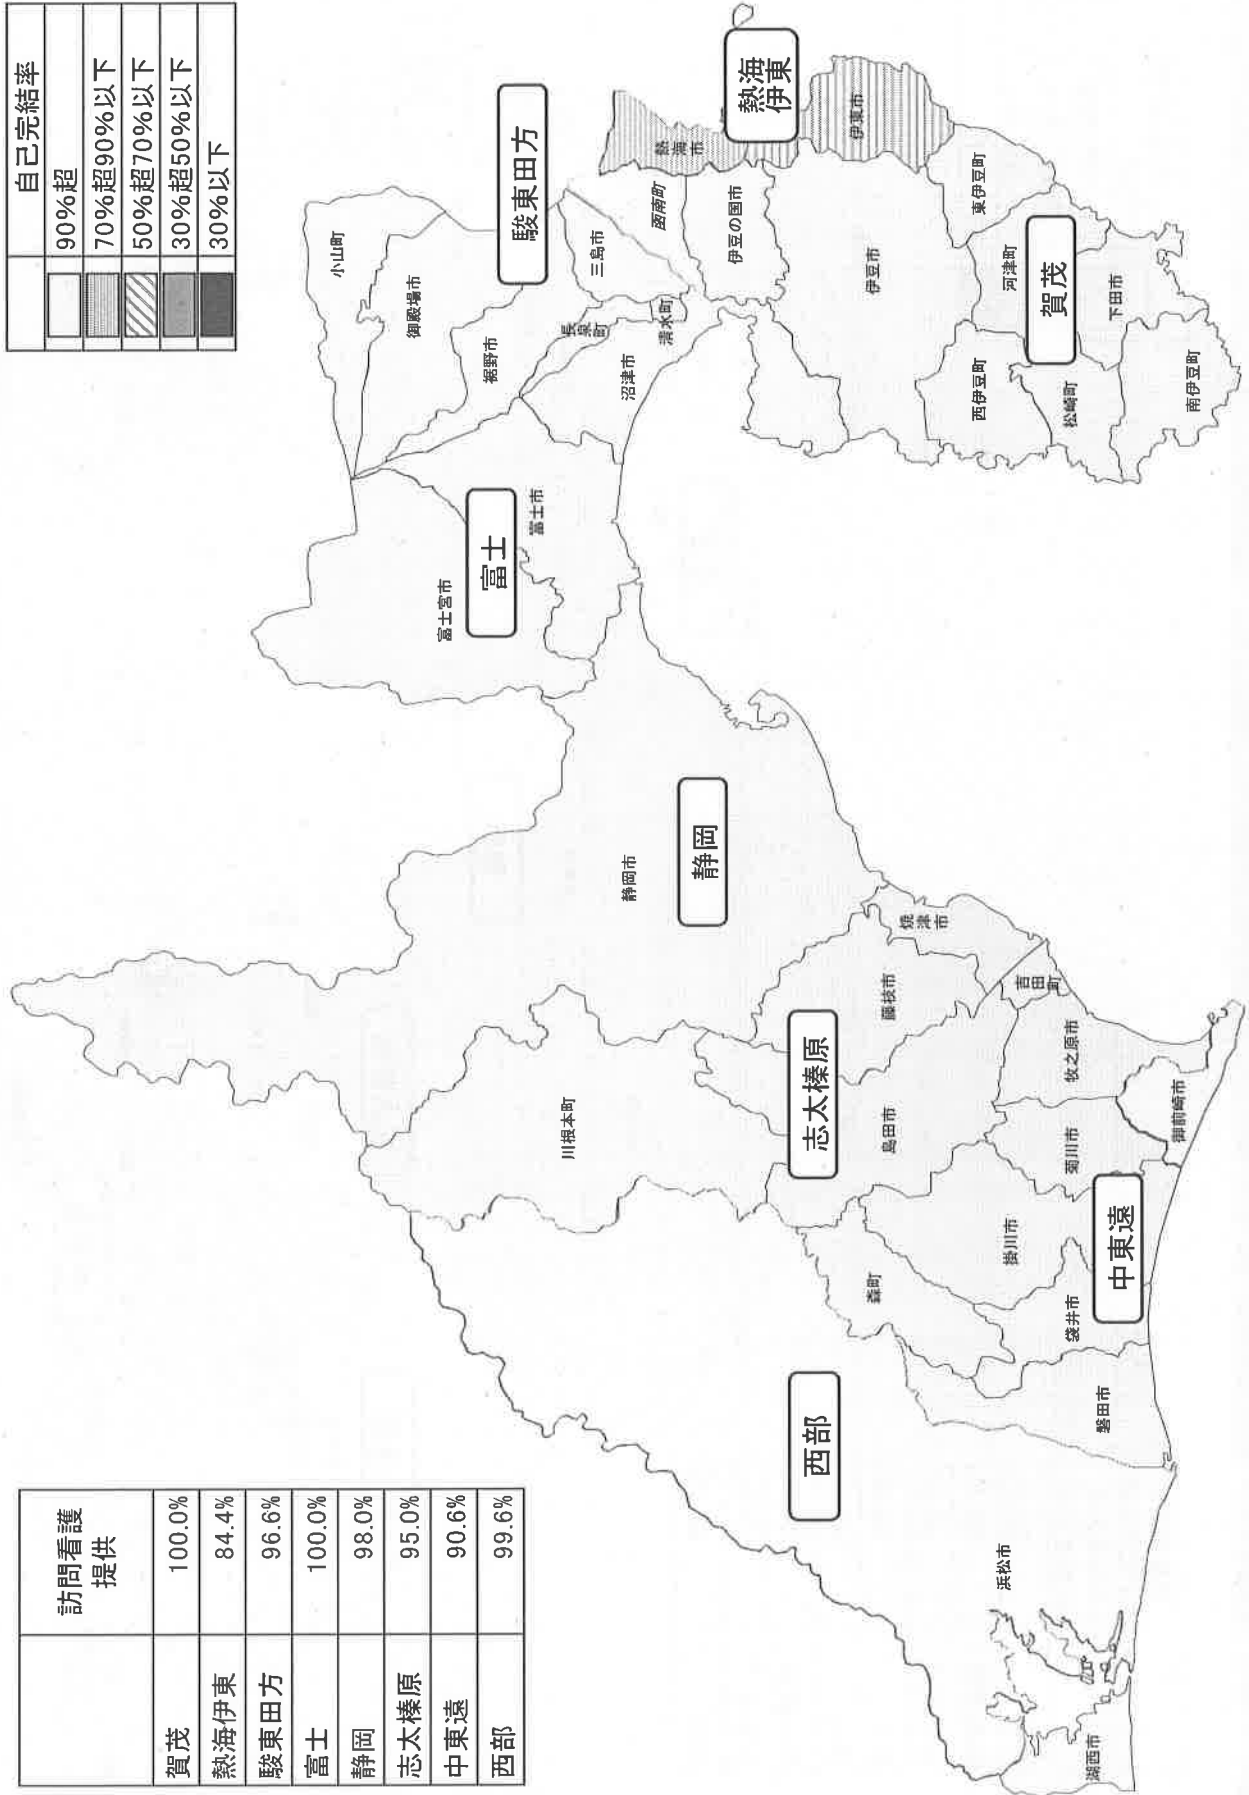 訪問看護
提供
賀茂 100.0%
熱海伊東 84.4%
駿東田方 96.6%
富士 100.0%
静岡 98.0%
志太榛原 95.0%
中東遠 90.6%
西部 99.6%
自己完結率
90%超
70%超90%以下
50%超70%以下
30%超50%以下
30%以下
小山町
御殿場市
裾野市
駿東田方
三島市
長泉町
清水町
沼津市
函南町
熱海市
熱海
伊東
伊豆の国市
伊東市
伊豆市
東伊豆町
河津町
賀茂
西伊豆町
松崎町
下田市
南伊豆町
富士
富士市
富士宮市
静岡市
静岡
川根本町
焼津市
藤枝市
吉田町
志太榛原
島田市
牧之原市
御前崎市
菊川市
掛川市
中東遠
森町
袋井市
磐田市
西部
浜松市
湖西市